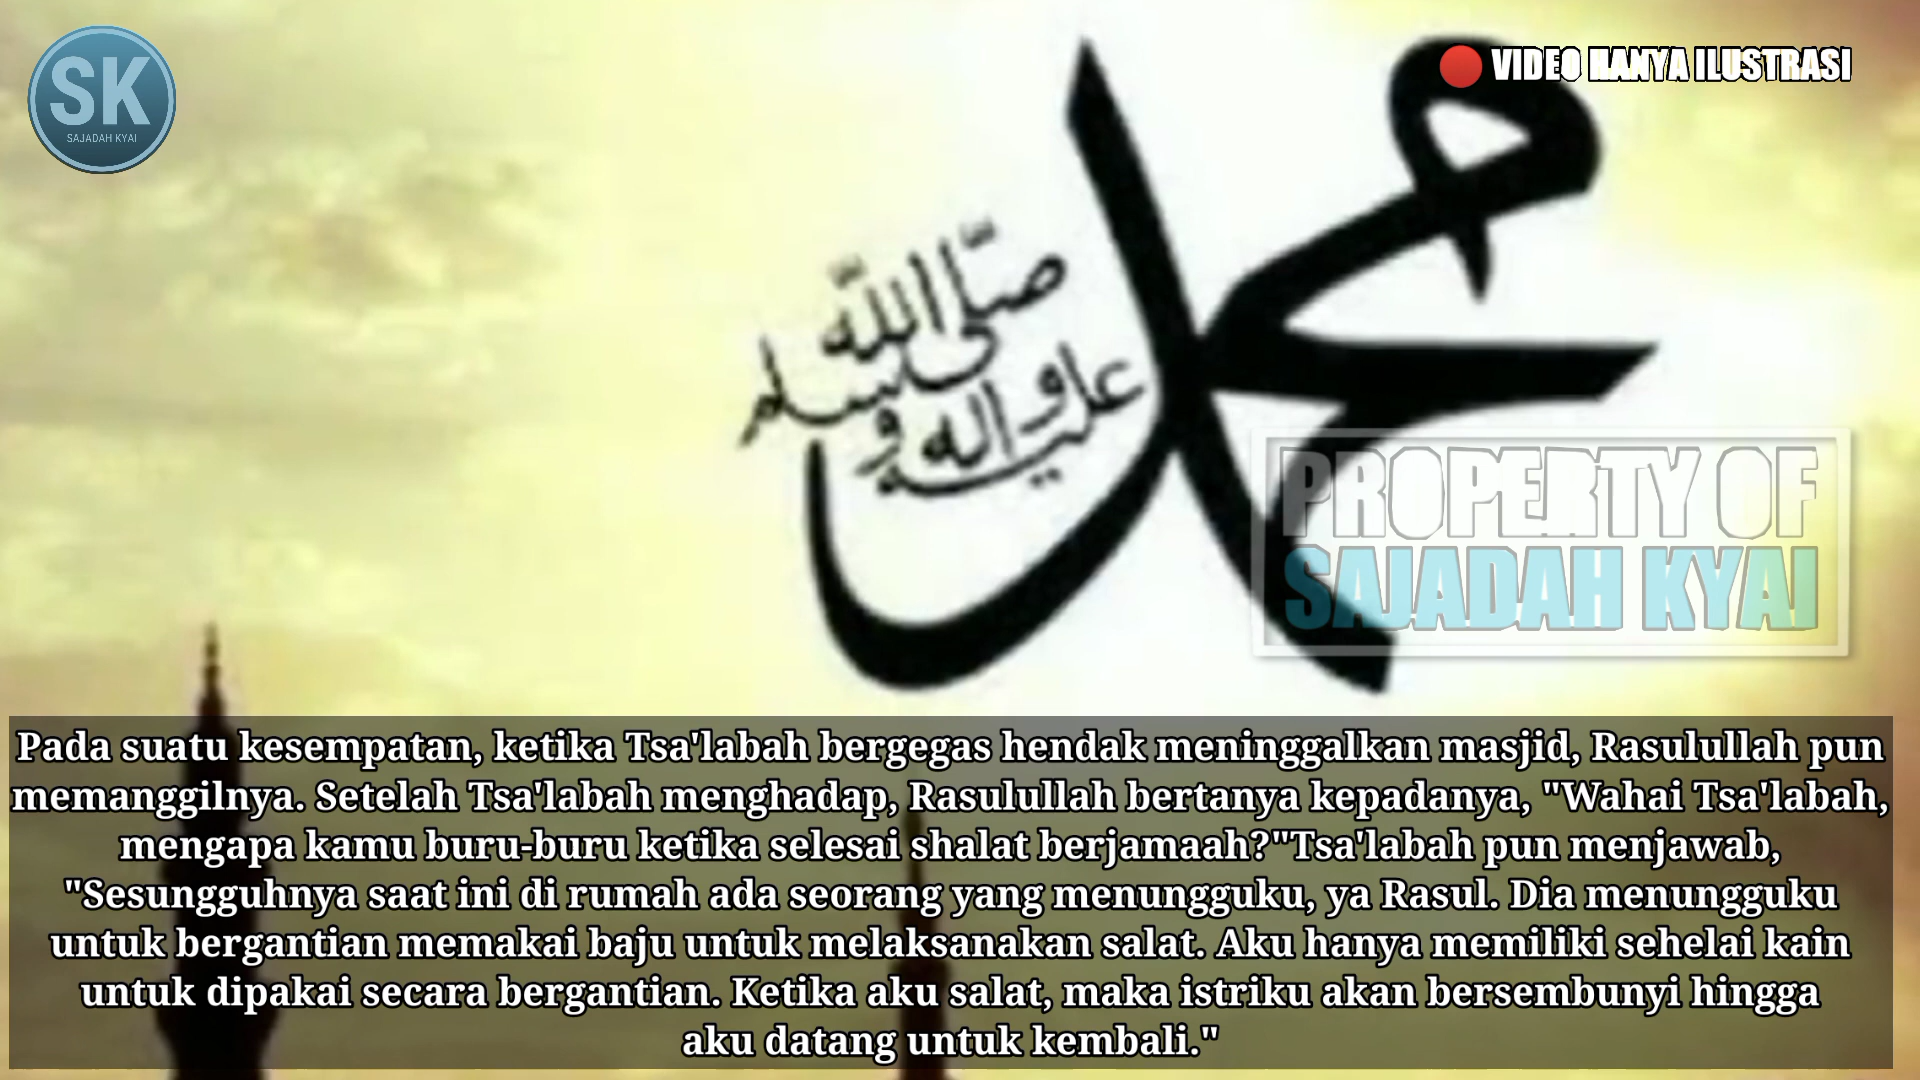 SK
SAJADAH KYAI
🔴 VIDEO HANYA ILUSTRASI
محمد
صلى الله
عليه واله وسلم
PROPERTY OF
SAJADAH KYAI
Pada suatu kesempatan, ketika Tsa'labah bergegas hendak meninggalkan masjid, Rasulullah pun
memanggilnya. Setelah Tsa'labah menghadap, Rasulullah bertanya kepadanya, "Wahai Tsa'labah,
mengapa kamu buru-buru ketika selesai shalat berjamaah?"Tsa'labah pun menjawab,
"Sesungguhnya saat ini di rumah ada seorang yang menungguku, ya Rasul. Dia menungguku
untuk bergantian memakai baju untuk melaksanakan salat. Aku hanya memiliki sehelai kain
untuk dipakai secara bergantian. Ketika aku salat, maka istriku akan bersembunyi hingga
aku datang untuk kembali."